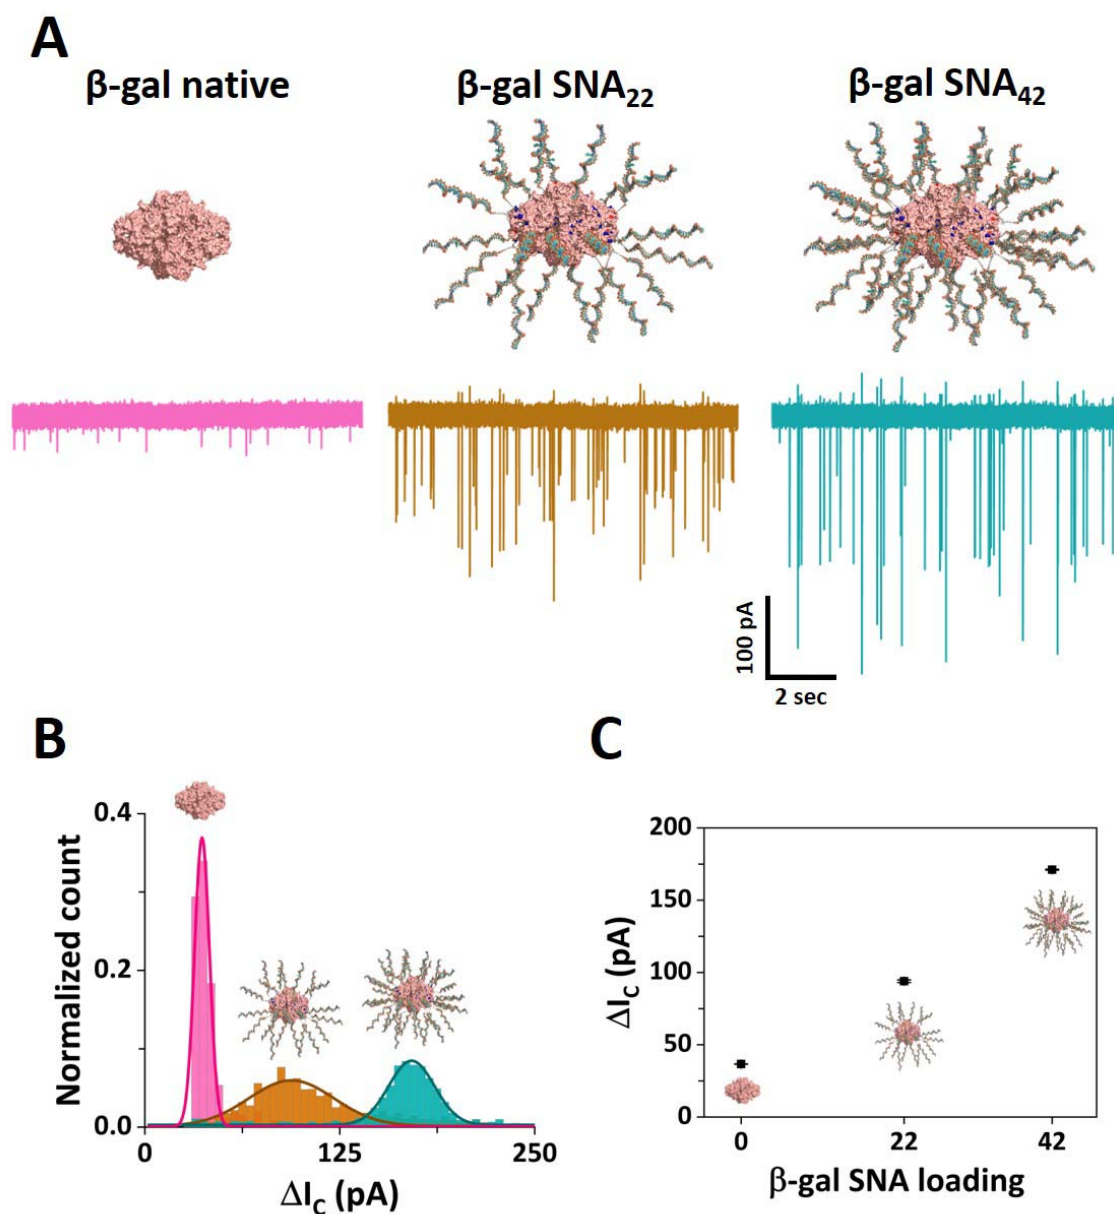 A
β-gal native
β-gal SNA22
β-gal SNA42
100 pA
2 sec
B
C
0.4
0.2
0.0
Normalized count
0
125
250
ΔIC (pA)
200
150
100
50
0
ΔIC (pA)
0
22
42
β-gal SNA loading